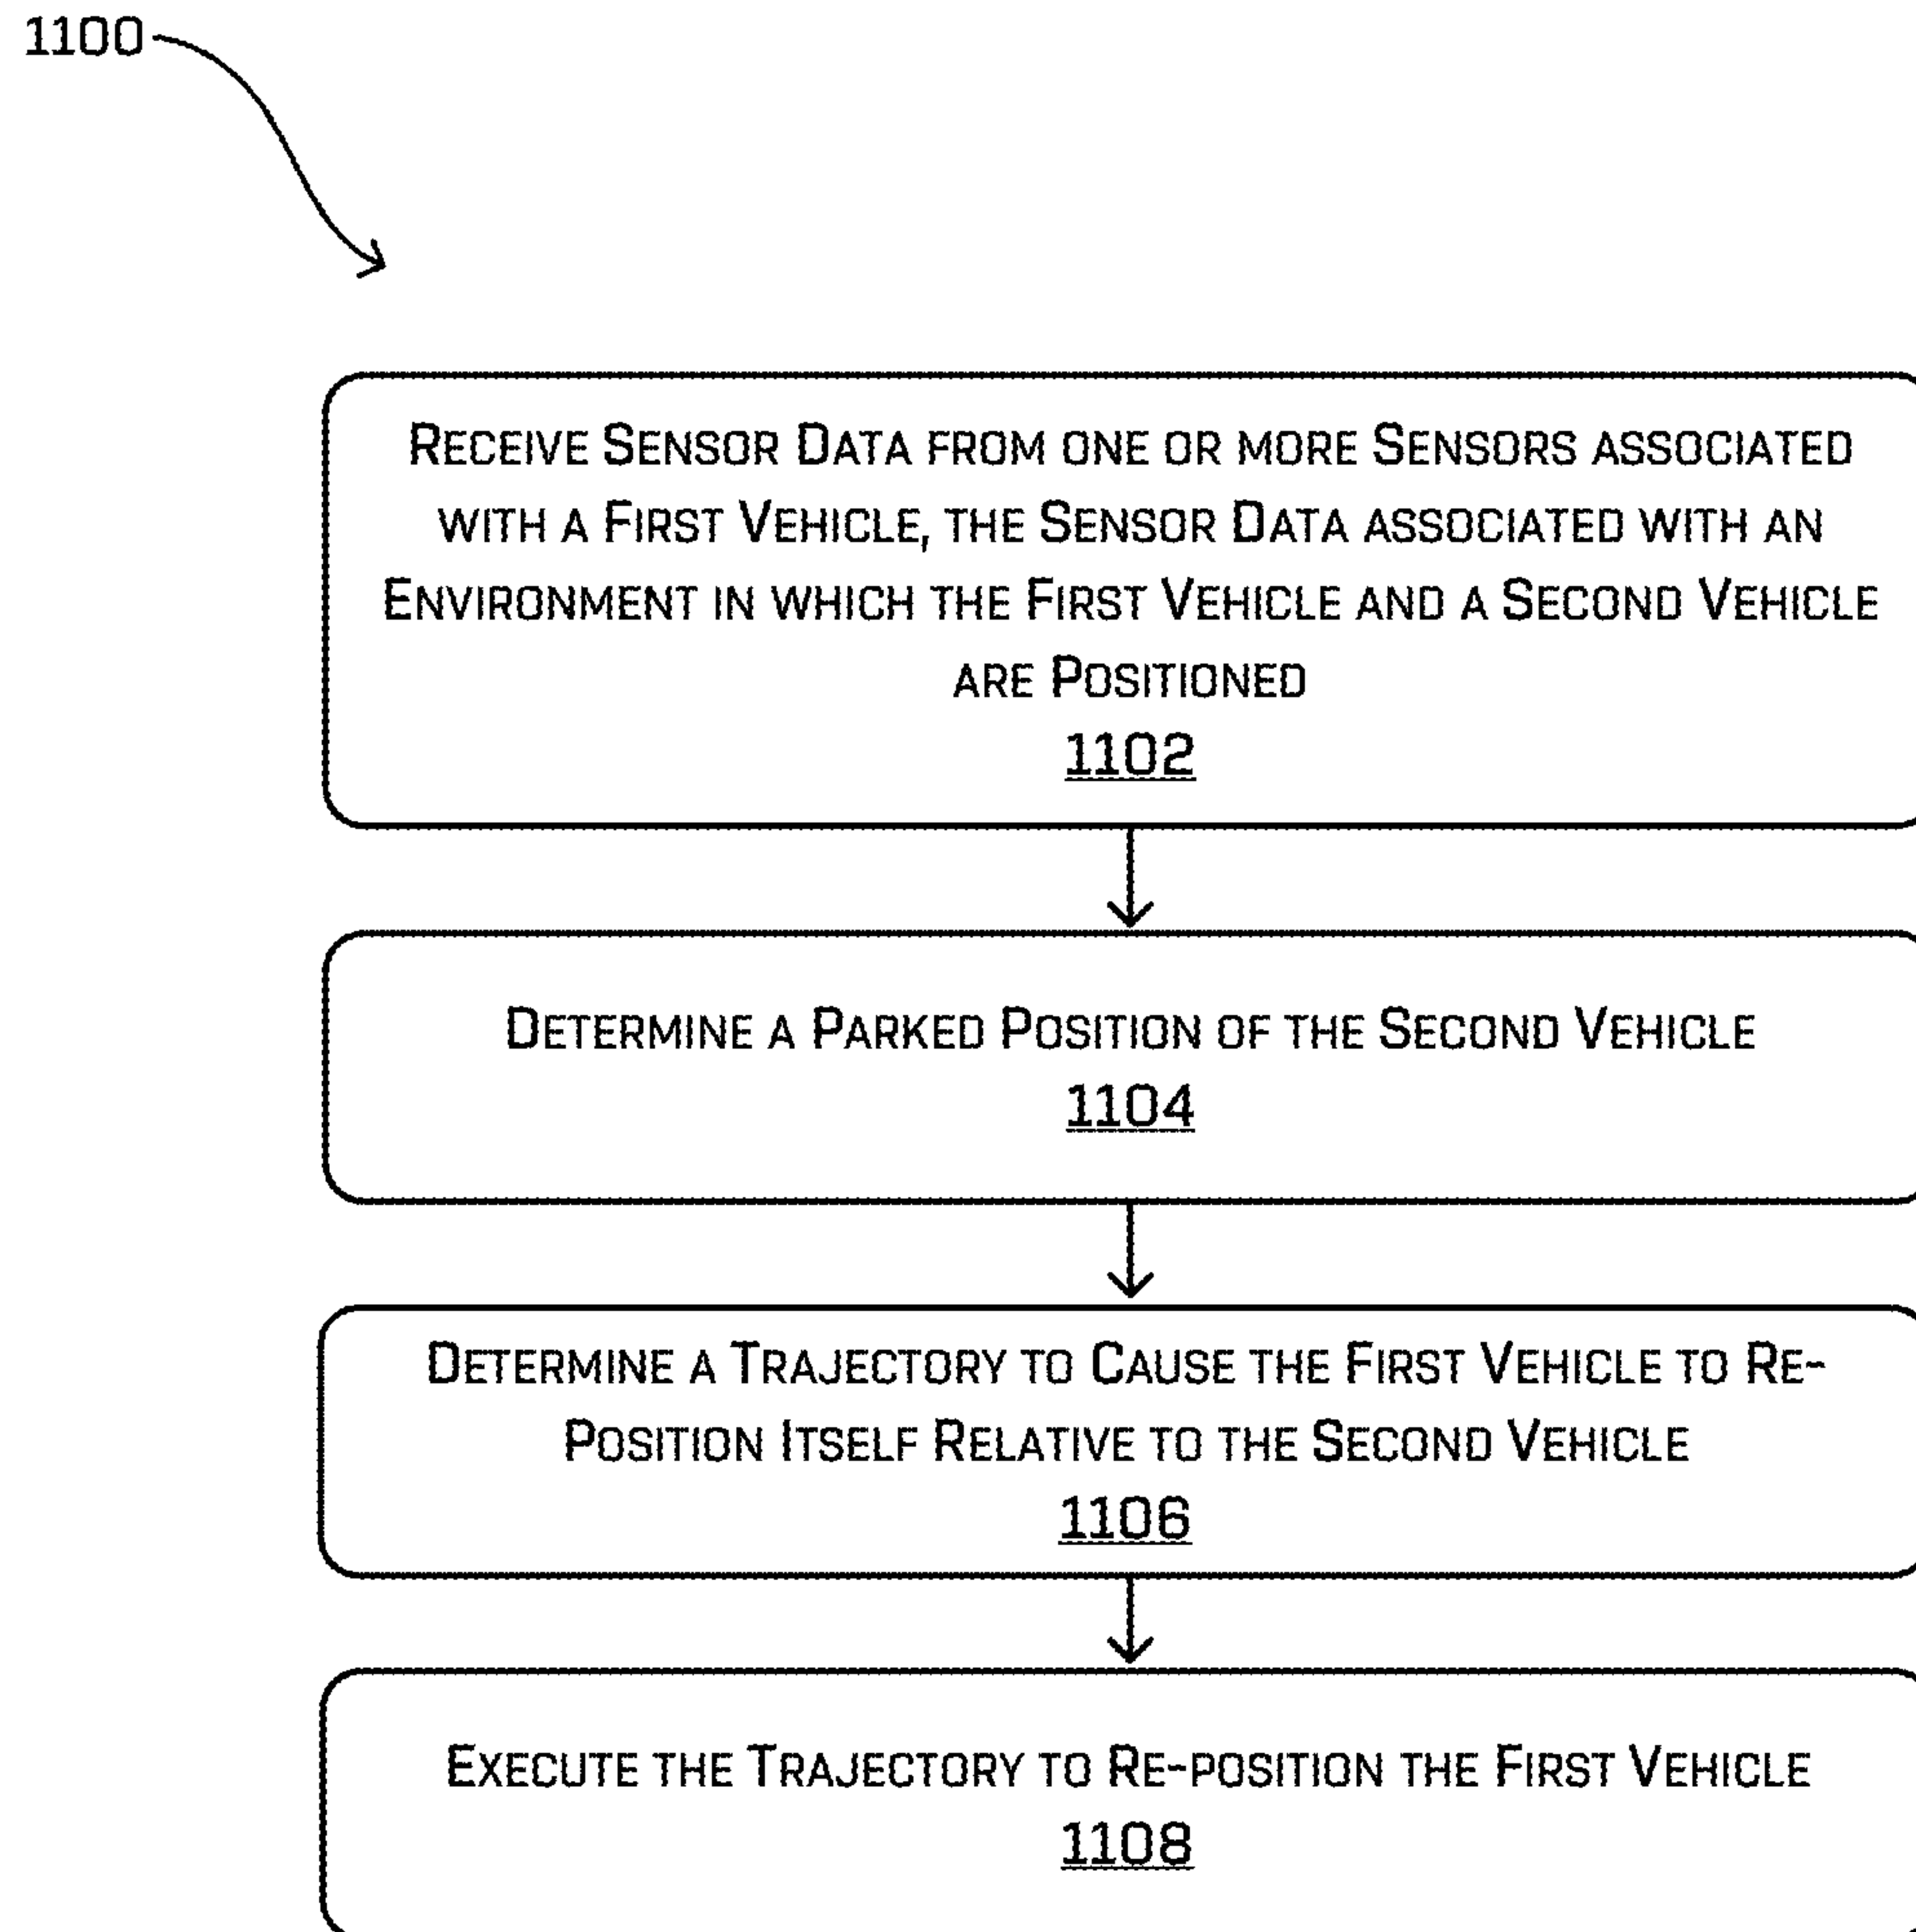 1100
Receive Sensor Data from one or more Sensors associated
with a First Vehicle, the Sensor Data associated with an
Environment in which the First Vehicle and a Second Vehicle
are Positioned
1102
Determine a Parked Position of the Second Vehicle
1104
Determine a Trajectory to Cause the First Vehicle to Re-
Position Itself Relative to the Second Vehicle
1106
Execute the Trajectory to Re-position the First Vehicle
1108